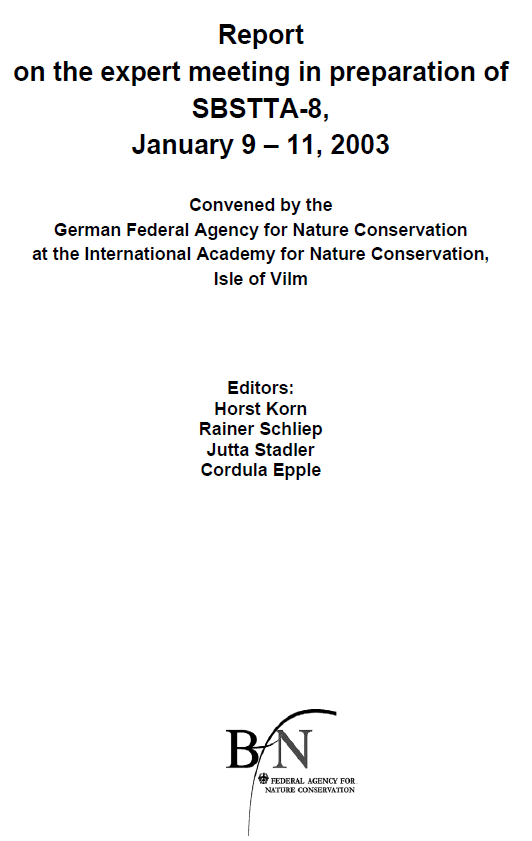 Report
on the expert meeting in preparation of
SBSTTA-8,
January 9 – 11, 2003
Convened by the
German Federal Agency for Nature Conservation
at the International Academy for Nature Conservation,
Isle of Vilm
Editors:
Horst Korn
Rainer Schliep
Jutta Stadler
Cordula Epple
BfN
FEDERAL AGENCY FOR
NATURE CONSERVATION